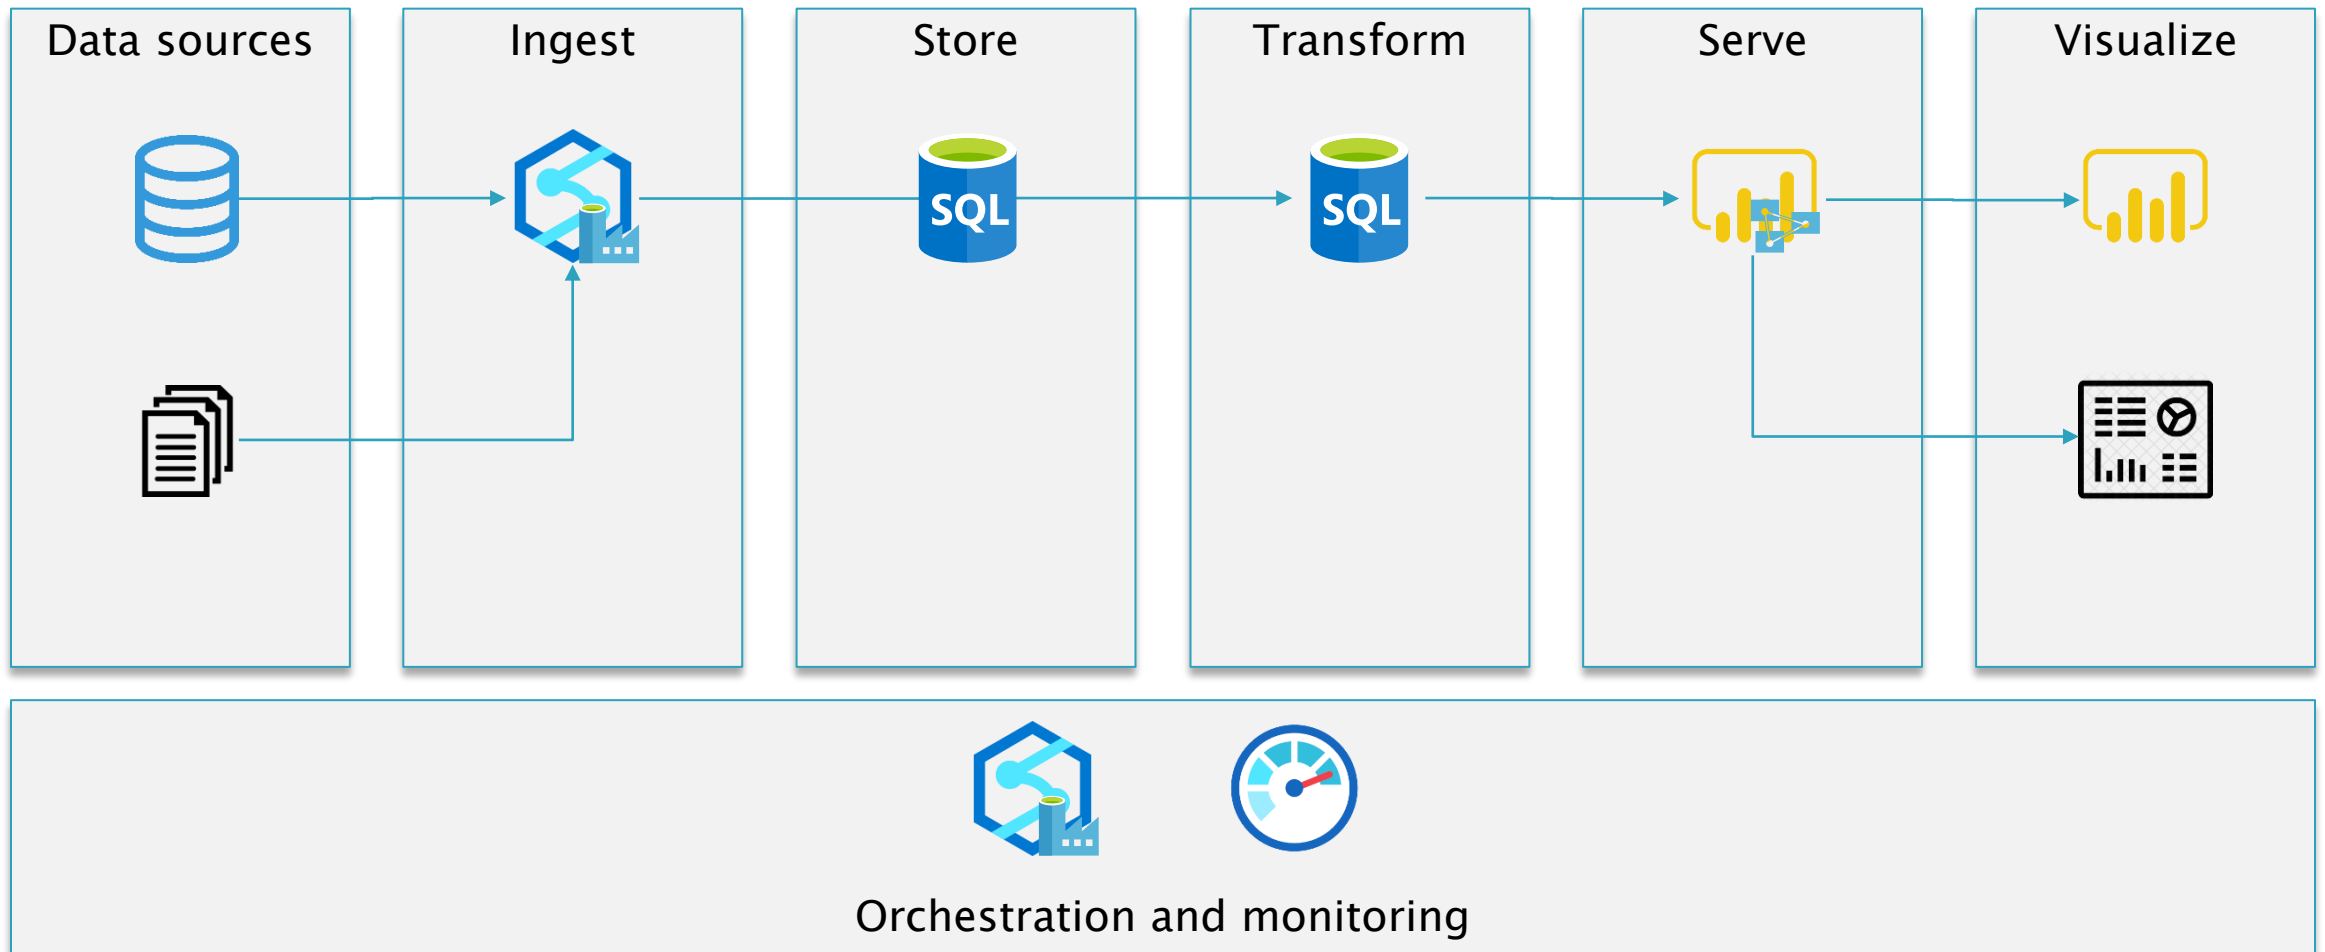 Data sources
Ingest
Store
Transform
Serve
Visualize
SQL
SQL
Orchestration and monitoring